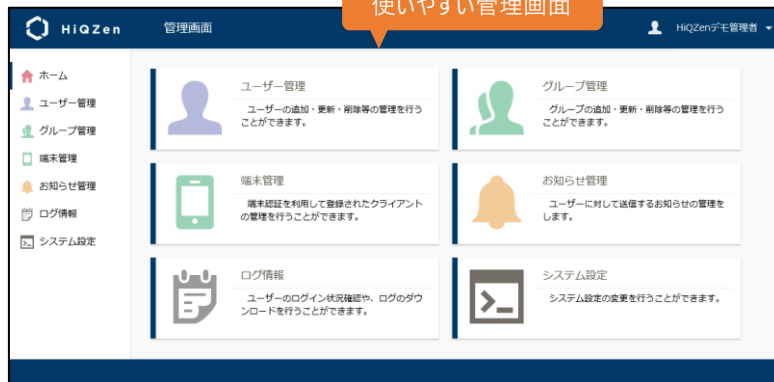 使いやすい管理画面
HiQZen 管理画面 HiQZenデモ管理者
ホーム
ユーザー管理
グループ管理
端末管理
お知らせ管理
ログ情報
システム設定
ユーザー管理
ユーザーの追加・更新・削除等の管理を行う
ことができます。
グループ管理
グループの追加・更新・削除等の管理を行う
ことができます。
端末管理
端末認証を利用して登録されたクライアント
の管理を行うことができます。
お知らせ管理
ユーザーに対して送信するお知らせの管理を
します。
ログ情報
ユーザーのログイン状況確認や、ログのダウ
ンロードを行うことができます。
システム設定
システム設定の変更を行うことができます。